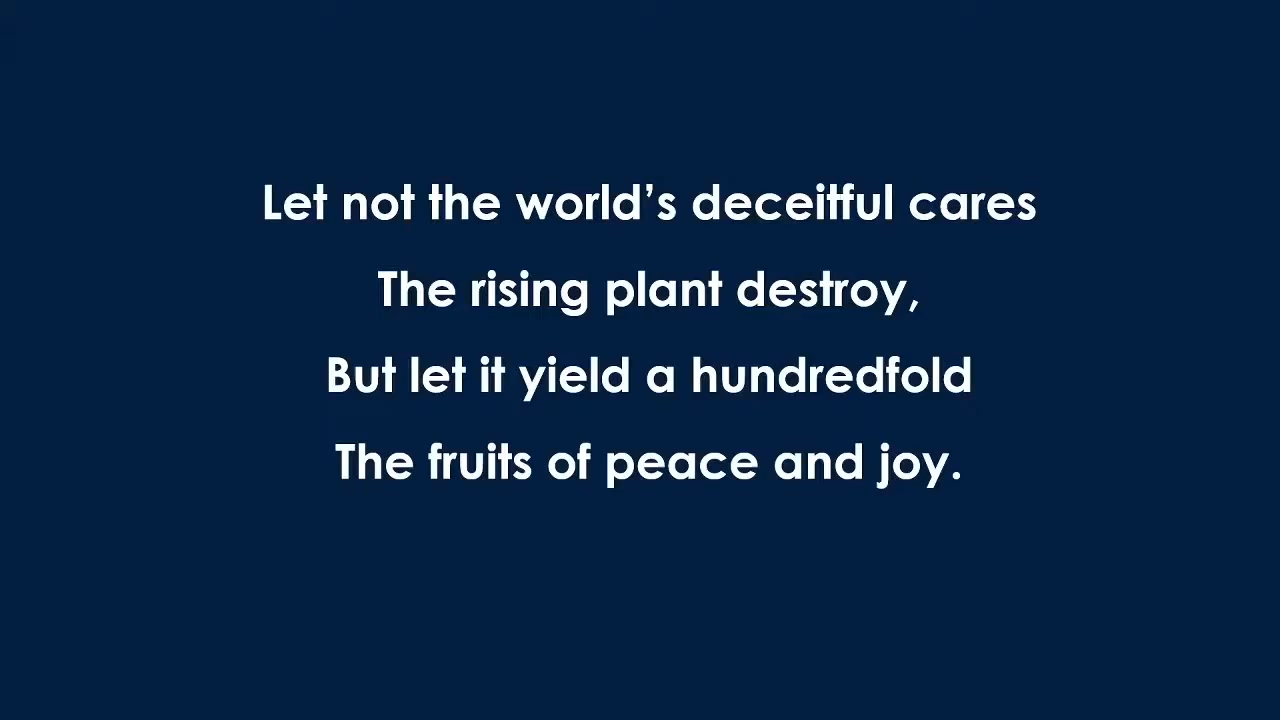 Let not the world’s deceitful cares
The rising plant destroy,
But let it yield a hundredfold
The fruits of peace and joy.